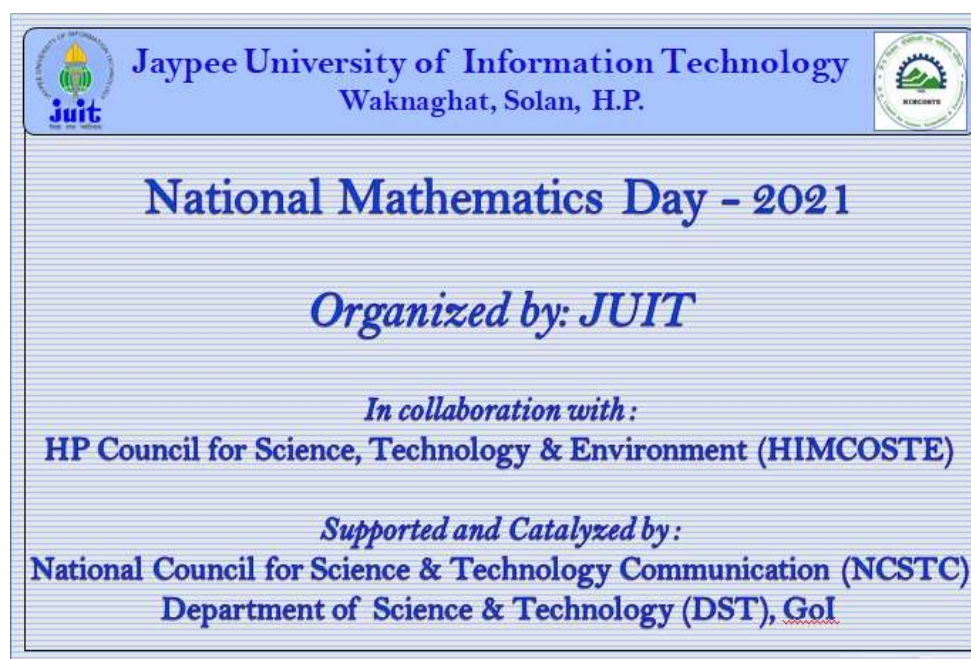 Jaypee University of Information Technology
Waknaghat, Solan, H.P.
juit
HIMCOSTE
National Mathematics Day - 2021
Organized by: JUIT
In collaboration with :
HP Council for Science, Technology & Environment (HIMCOSTE)
Supported and Catalyzed by :
National Council for Science & Technology Communication (NCSTC)
Department of Science & Technology (DST), GoI